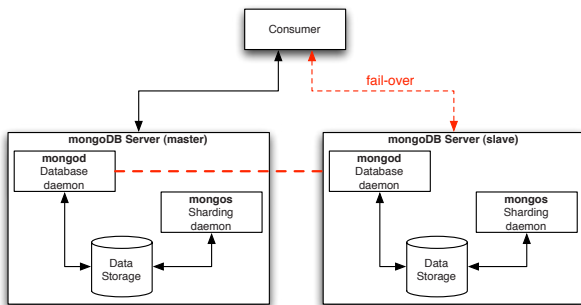 Consumer
fail-over
mongoDB Server (master)
mongod
Database
daemon
mongos
Sharding
daemon
Data
Storage
mongoDB Server (slave)
mongod
Database
daemon
mongos
Sharding
daemon
Data
Storage